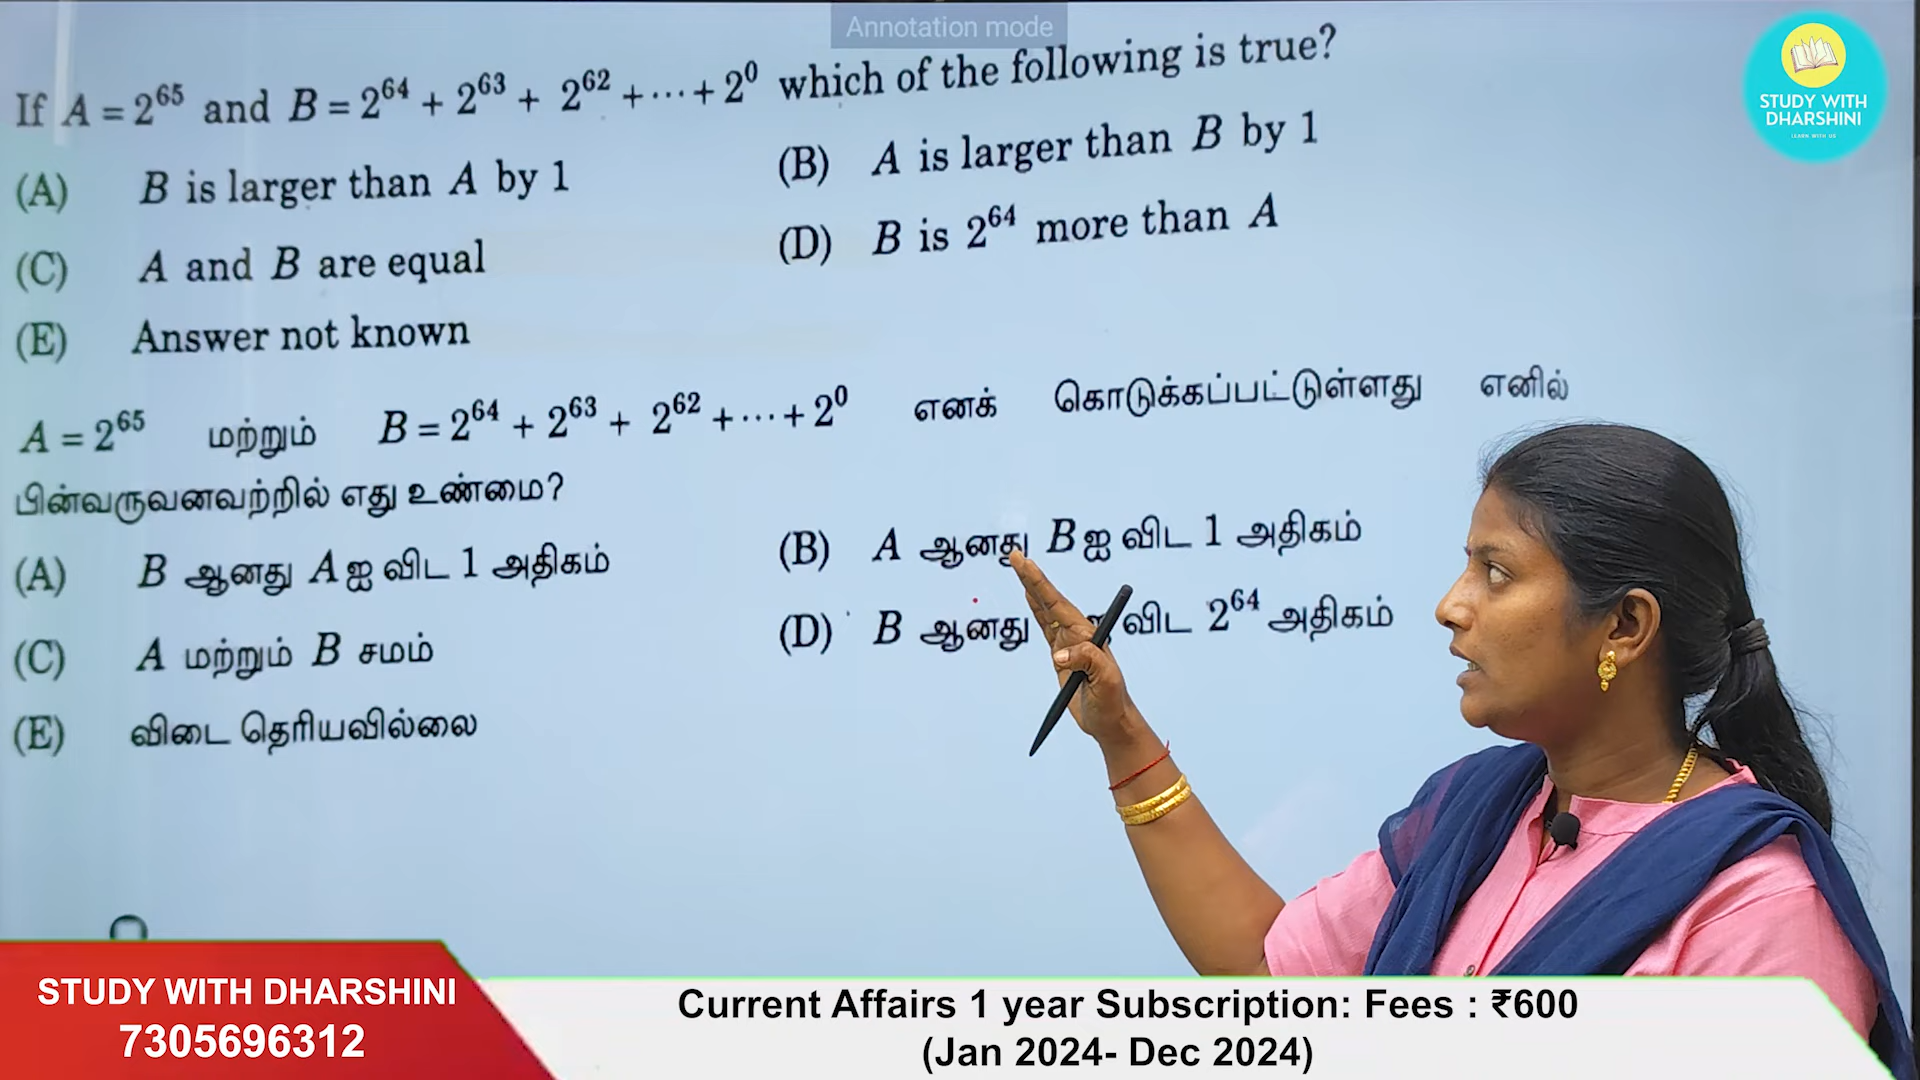 Annotation mode
If A = 2^65 and B = 2^64 + 2^63 + 2^62 + ··· + 2^0 which of the following is true?
(A) B is larger than A by 1 (B) A is larger than B by 1
(C) A and B are equal (D) B is 2^64 more than A
(E) Answer not known
A = 2^65 மற்றும் B = 2^64 + 2^63 + 2^62 + ··· + 2^0 எனக் கொடுக்கப்பட்டுள்ளது எனில்
பின்வருவனவற்றில் எது உண்மை?
(A) B ஆனது A ஐ விட 1 அதிகம் (B) A ஆனது B ஐ விட 1 அதிகம்
(C) A மற்றும் B சமம் (D) B ஆனது விட 2^64 அதிகம்
(E) விடை தெரியவில்லை
STUDY WITH
DHARSHINI
LEARN WITH US
STUDY WITH DHARSHINI
7305696312
Current Affairs 1 year Subscription: Fees : ₹600
(Jan 2024- Dec 2024)